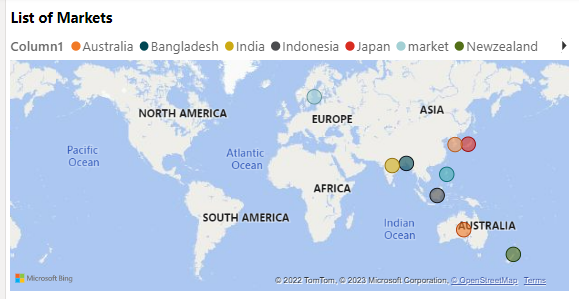 List of Markets
Column1 Australia Bangladesh India Indonesia Japan market Newzealand
NORTH AMERICA
EUROPE
ASIA
Pacific
Ocean
Atlantic
Ocean
AFRICA
SOUTH AMERICA
Indian
Ocean
AUSTRALIA
Microsoft Bing
© 2022 TomTom, © 2023 Microsoft Corporation, © OpenStreetMap Terms